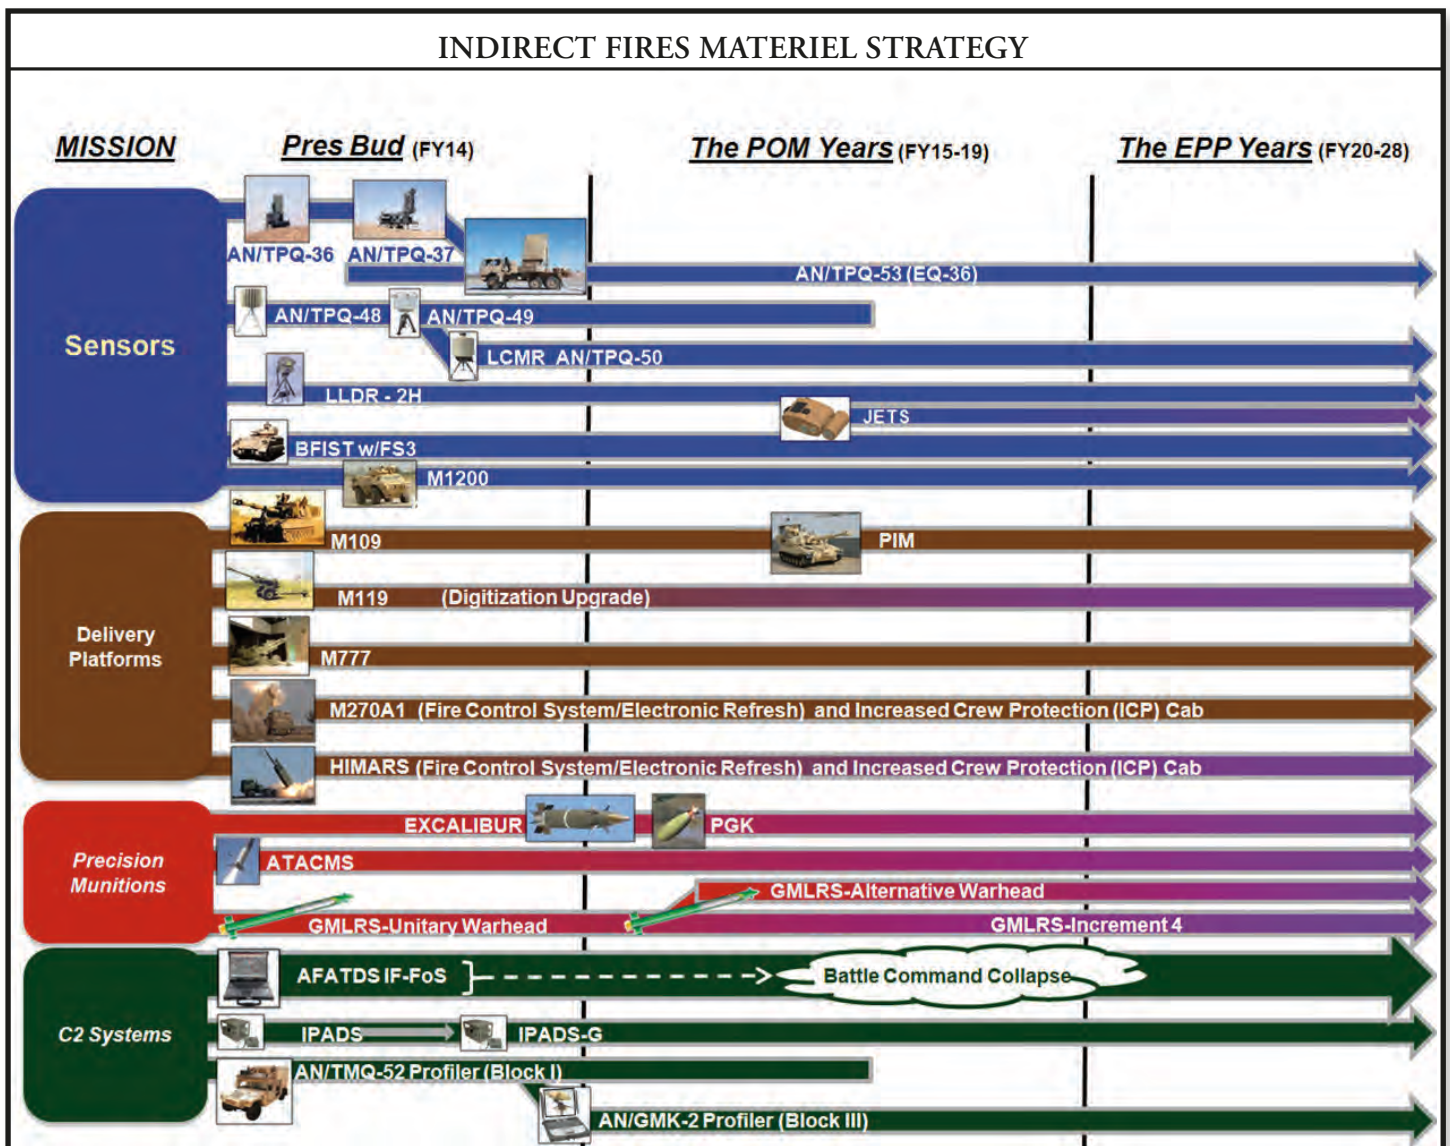 INDIRECT FIRES MATERIEL STRATEGY
MISSION
Pres Bud (FY14)
The POM Years (FY15-19)
The EPP Years (FY20-28)
Sensors
AN/TPQ-36
AN/TPQ-37
AN/TPQ-53 (EQ-36)
AN/TPQ-48
AN/TPQ-49
LCMR AN/TPQ-50
LLDR - 2H
JETS
BFIST w/FS3
M1200
Delivery
Platforms
M109
PIM
M119 (Digitization Upgrade)
M777
M270A1 (Fire Control System/Electronic Refresh) and Increased Crew Protection (ICP) Cab
HIMARS (Fire Control System/Electronic Refresh) and Increased Crew Protection (ICP) Cab
Precision
Munitions
EXCALIBUR
PGK
ATACMS
GMLRS-Alternative Warhead
GMLRS-Unitary Warhead
GMLRS-Increment 4
C2 Systems
AFATDS IF-FoS
Battle Command Collapse
IPADS
IPADS-G
AN/TMQ-52 Profiler (Block I)
AN/GMK-2 Profiler (Block III)